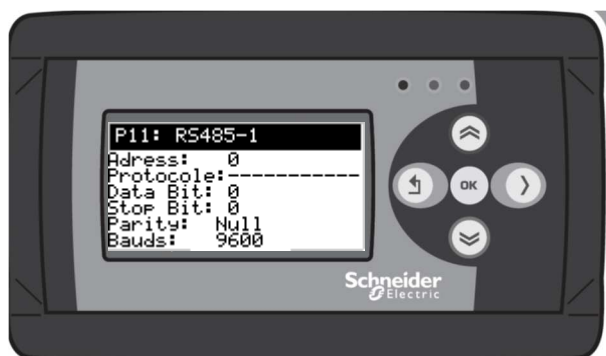 P11: RS485-1
Adress: 0
Protocole:-----------
Data Bit: 0
Stop Bit: 0
Parity: Null
Bauds: 9600
OK
Schneider
Electric